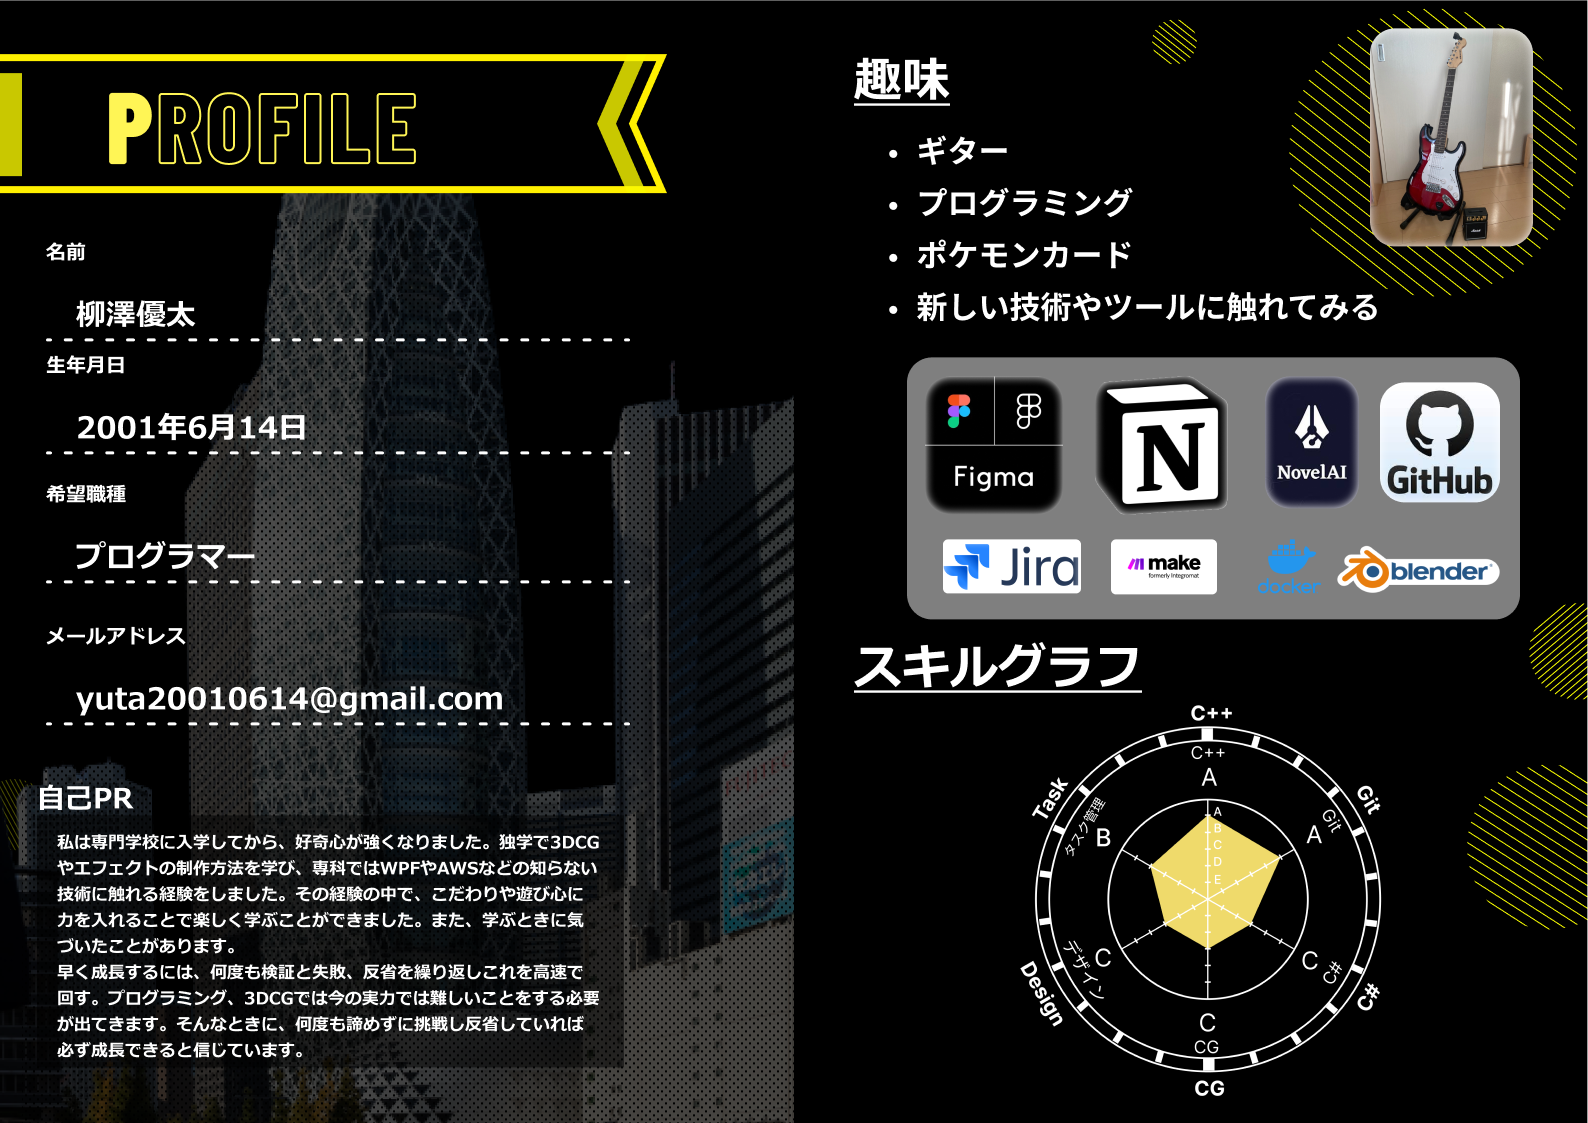 PROFILE
名前
柳澤優太
生年月日
2001年6月14日
希望職種
プログラマー
メールアドレス
yuta20010614@gmail.com
自己PR
私は専門学校に入学してから、好奇心が強くなりました。独学で3DCG
やエフェクトの制作方法を学び、専科ではWPFやAWSなどの知らない
技術に触れる経験をしました。その経験の中で、こだわりや遊び心に
力を入れることで楽しく学ぶことができました。また、学ぶときに気
づいたことがあります。
早く成長するには、何度も検証と失敗、反省を繰り返しこれを高速で
回す。プログラミング、3DCGでは今の実力では難しいことをする必要
が出てきます。そんなときに、何度も諦めずに挑戦し反省していれば
必ず成長できると信じています。
趣味
• ギター
• プログラミング
• ポケモンカード
• 新しい技術やツールに触れてみる
Figma
N
NovelAI
GitHub
Jira
make
formerly Integromat
docker
blender
スキルグラフ
C++
C++
A
Task
タスク管理
B
Git
Git
A
A
B
C
D
E
Design
デザイン
C
C
C#
C#
C
CG
CG